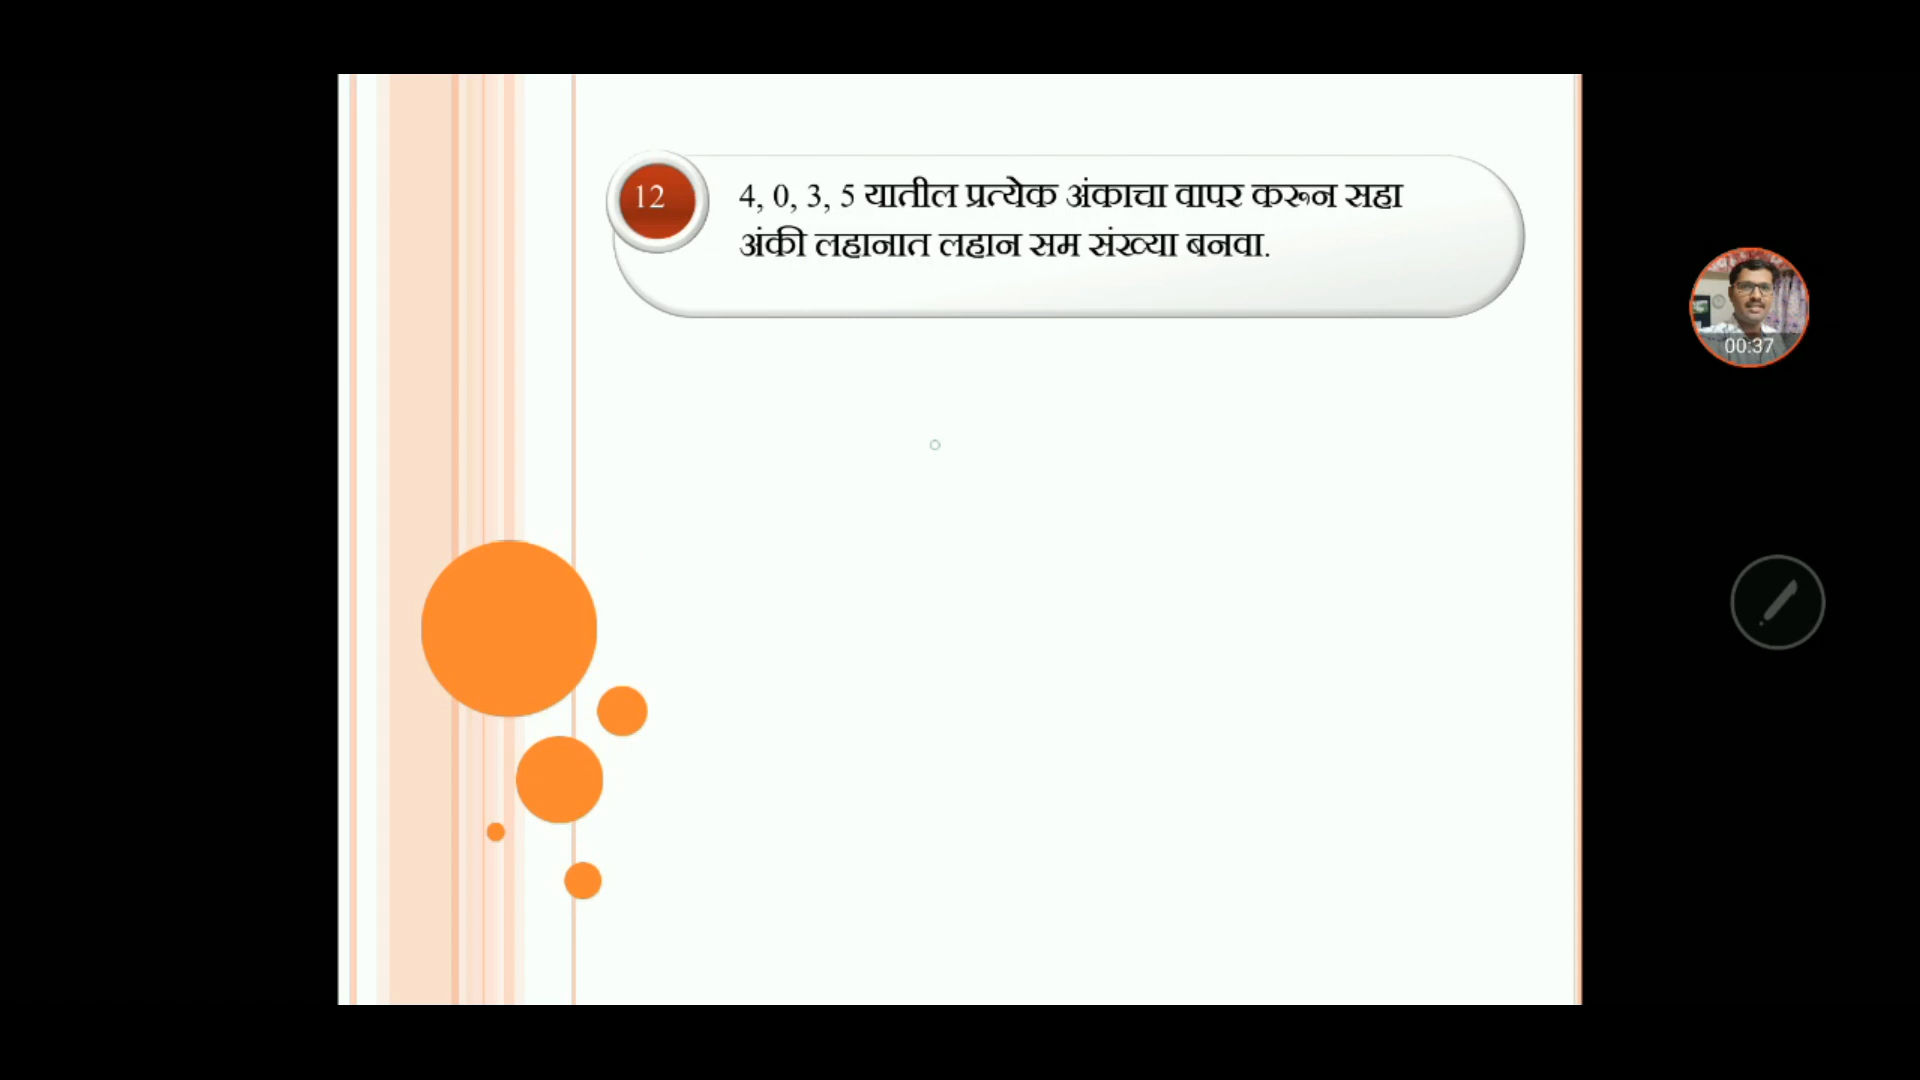 12
4, 0, 3, 5 यातील प्रत्येक अंकाचा वापर करून सहा
अंकी लहानात लहान सम संख्या बनवा.
00:37